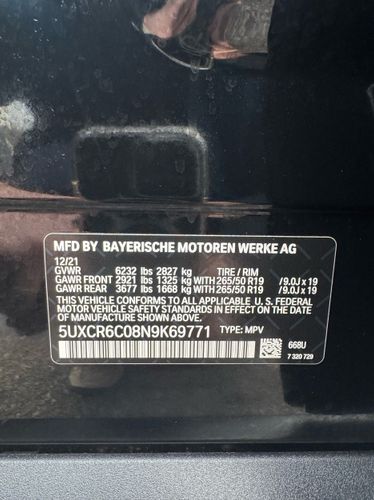 MFD BY BAYERISCHE MOTOREN WERKE AG
12/21
GVWR 6232 lbs 2827 kg TIRE / RIM
GAWR FRONT 2921 lbs 1325 kg WITH 265/50 R19 /9.0J x 19
GAWR REAR 3677 lbs 1668 kg WITH 265/50 R19 /9.0J x 19
THIS VEHICLE CONFORMS TO ALL APPLICABLE U.S. FEDERAL
MOTOR VEHICLE SAFETY STANDARDS IN EFFECT ON THE
DATE OF MANUFACTURE SHOWN ABOVE.
5UXCR6C08N9K69771 TYPE: MPV
668U
7 320 729